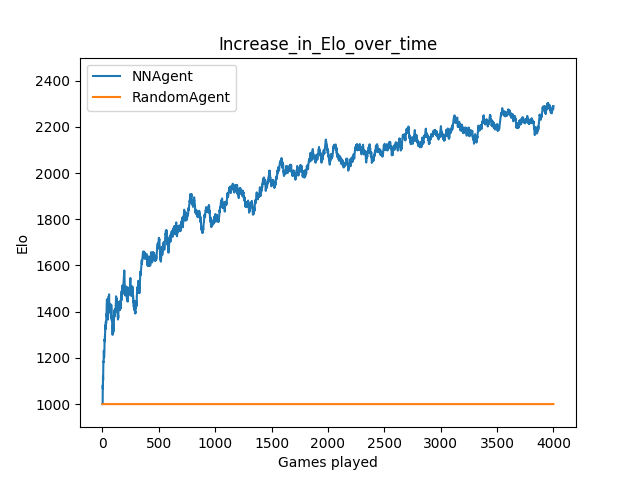 Increase_in_Elo_over_time
NNAgent
RandomAgent
2400
2200
2000
1800
1600
1400
1200
1000
Elo
0 500 1000 1500 2000 2500 3000 3500 4000
Games played